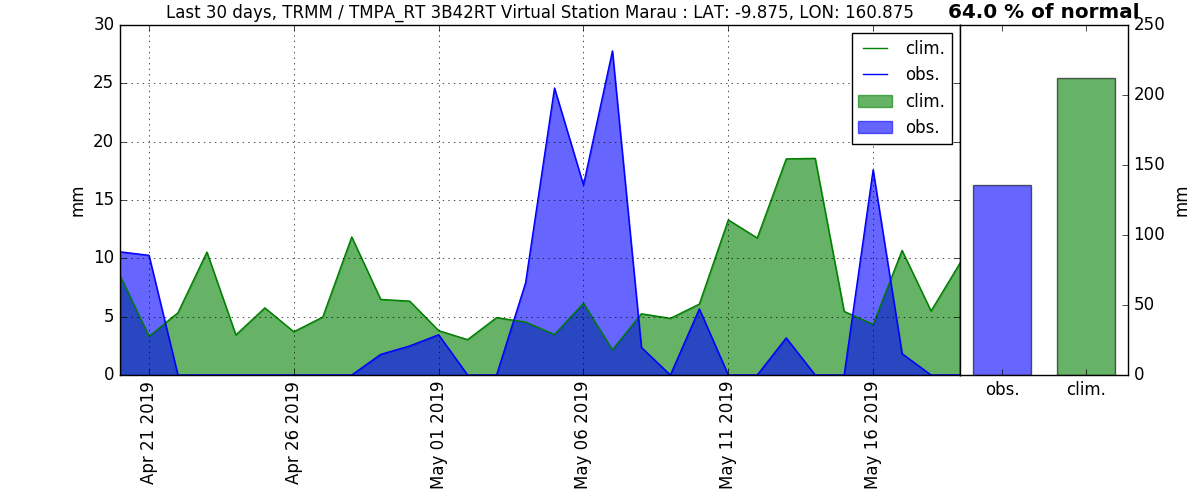 Last 30 days, TRMM / TMPA_RT 3B42RT Virtual Station Marau : LAT: -9.875, LON: 160.875
64.0 % of normal
30
25
20
15
10
5
0
mm
clim.
obs.
clim.
obs.
Apr 21 2019
Apr 26 2019
May 01 2019
May 06 2019
May 11 2019
May 16 2019
250
200
150
100
50
0
mm
obs.
clim.